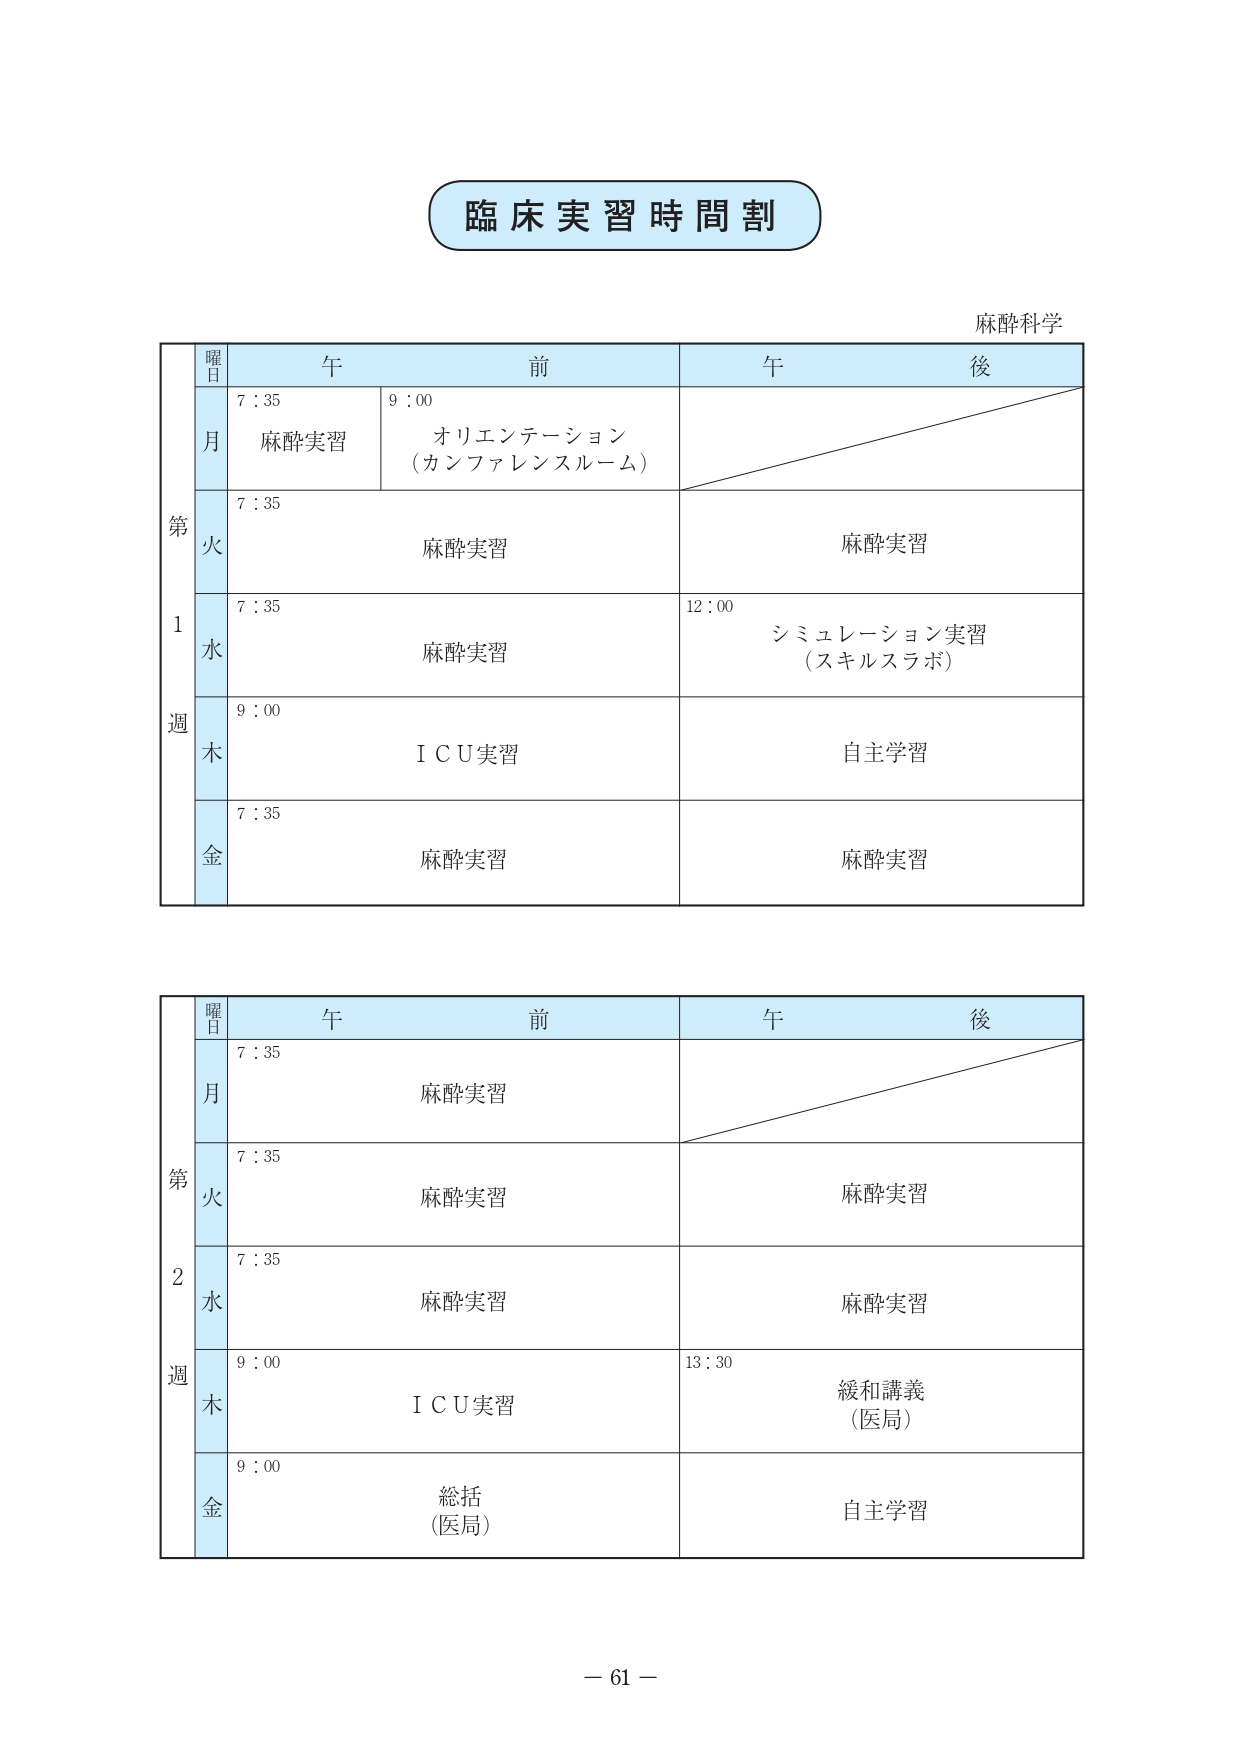 臨床実習時間割
麻酔科学
第1週
曜日 午前 午後
月 7：35 9：00
麻酔実習 オリエンテーション
（カンファレンスルーム）
火 7：35
麻酔実習 麻酔実習
水 7：35 12：00
麻酔実習 シミュレーション実習
（スキルスラボ）
木 9：00
ＩＣＵ実習 自主学習
金 7：35
麻酔実習 麻酔実習
第2週
曜日 午前 午後
月 7：35
麻酔実習
火 7：35
麻酔実習 麻酔実習
水 7：35
麻酔実習 麻酔実習
木 9：00 13：30
ＩＣＵ実習 緩和講義
（医局）
金 9：00
総括 自主学習
（医局）
― 61 ―